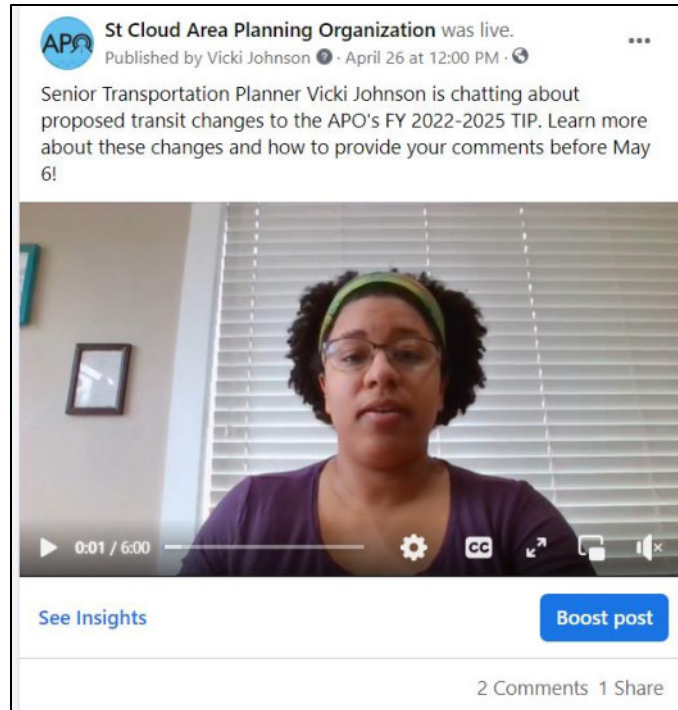 APO
St Cloud Area Planning Organization was live.
Published by Vicki Johnson ? · April 26 at 12:00 PM ·
Senior Transportation Planner Vicki Johnson is chatting about
proposed transit changes to the APO's FY 2022-2025 TIP. Learn more
about these changes and how to provide your comments before May
6!
0:01 / 6:00
CC
See Insights
Boost post
2 Comments 1 Share